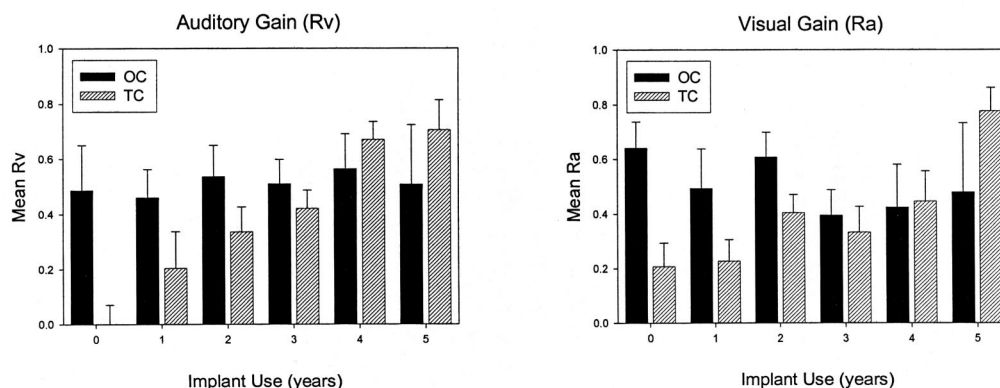 Auditory Gain (Rv)
1.0
0.8
0.6
0.4
0.2
0.0
Mean Rv
OC
TC
0 1 2 3 4 5
Implant Use (years)
Visual Gain (Ra)
1.0
0.8
0.6
0.4
0.2
0.0
Mean Ra
OC
TC
0 1 2 3 4 5
Implant Use (years)